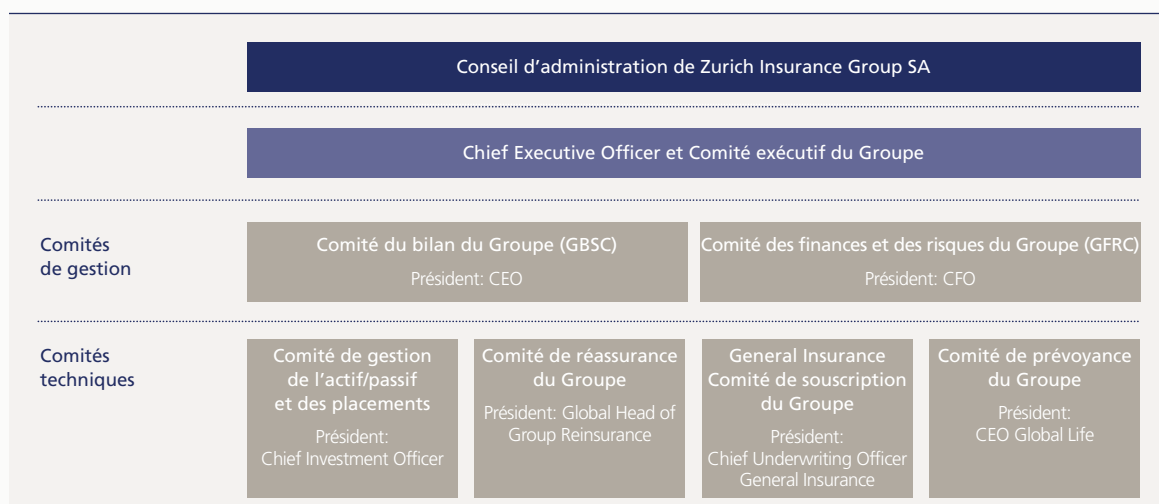 Conseil d’administration de Zurich Insurance Group SA
Chief Executive Officer et Comité exécutif du Groupe
Comités
de gestion
Comité du bilan du Groupe (GBSC)
Président: CEO
Comité des finances et des risques du Groupe (GFRC)
Président: CFO
Comités
techniques
Comité de gestion
de l’actif/passif
et des placements
Président:
Chief Investment Officer
Comité de réassurance
du Groupe
Président: Global Head of
Group Reinsurance
General Insurance
Comité de souscription
du Groupe
Président:
Chief Underwriting Officer
General Insurance
Comité de prévoyance
du Groupe
Président:
CEO Global Life